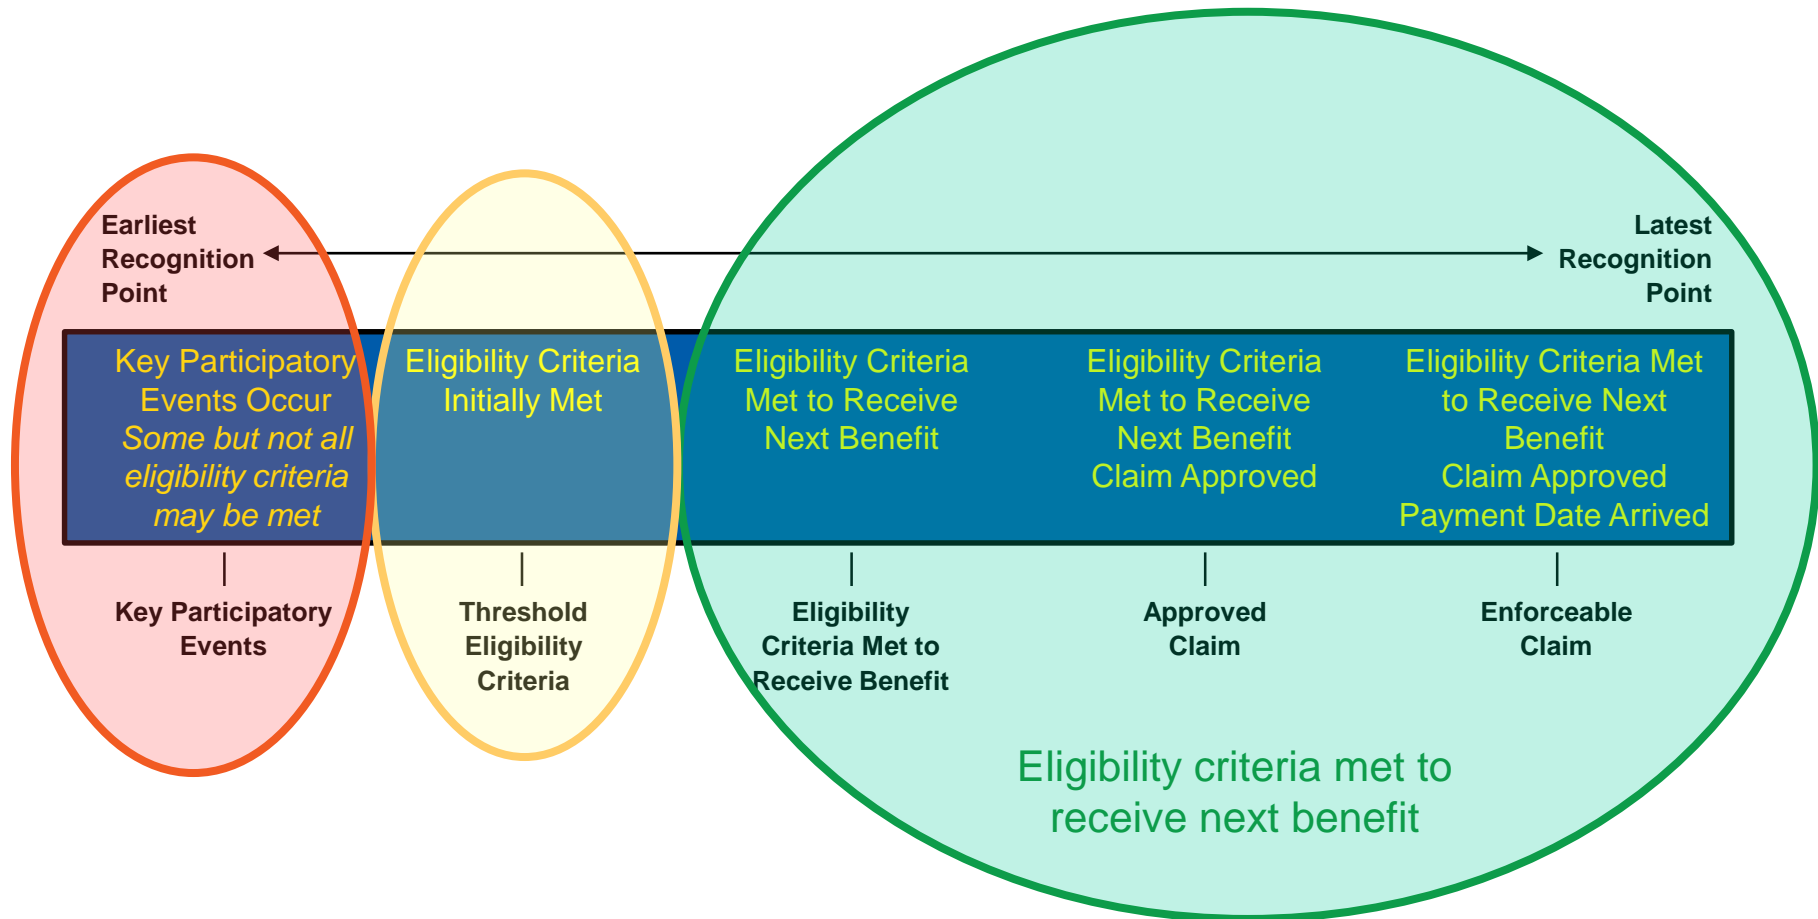 Earliest
Recognition
Point
Latest
Recognition
Point
Key Participatory
Events Occur
Some but not all
eligibility criteria
may be met
Eligibility Criteria
Initially Met
Eligibility Criteria
Met to Receive
Next Benefit
Eligibility Criteria
Met to Receive
Next Benefit
Claim Approved
Eligibility Criteria Met
to Receive Next
Benefit
Claim Approved
Payment Date Arrived
Key Participatory
Events
Threshold
Eligibility
Criteria
Eligibility
Criteria Met to
Receive Benefit
Approved
Claim
Enforceable
Claim
Eligibility criteria met to
receive next benefit